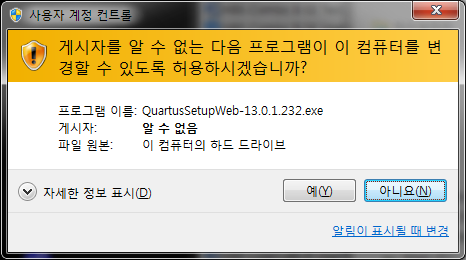 사용자 계정 컨트롤
게시자를 알 수 없는 다음 프로그램이 이 컴퓨터를 변
경할 수 있도록 허용하시겠습니까?
프로그램 이름: QuartusSetupWeb-13.0.1.232.exe
게시자: 알 수 없음
파일 원본: 이 컴퓨터의 하드 드라이브
자세한 정보 표시(D) 예(Y) 아니요(N)
알림이 표시될 때 변경